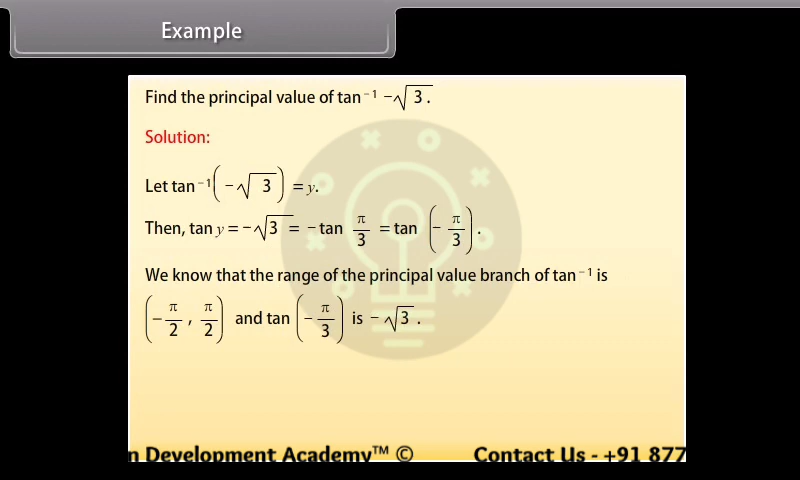 Example
Find the principal value of tan⁻¹ −√3.
Solution:
Let tan⁻¹(−√3) = y.
Then, tan y = −√3 = −tan π/3 = tan (−π/3).
We know that the range of the principal value branch of tan⁻¹ is
(−π/2, π/2) and tan (−π/3) is −√3.
n Development Academy™ © Contact Us - +91 877